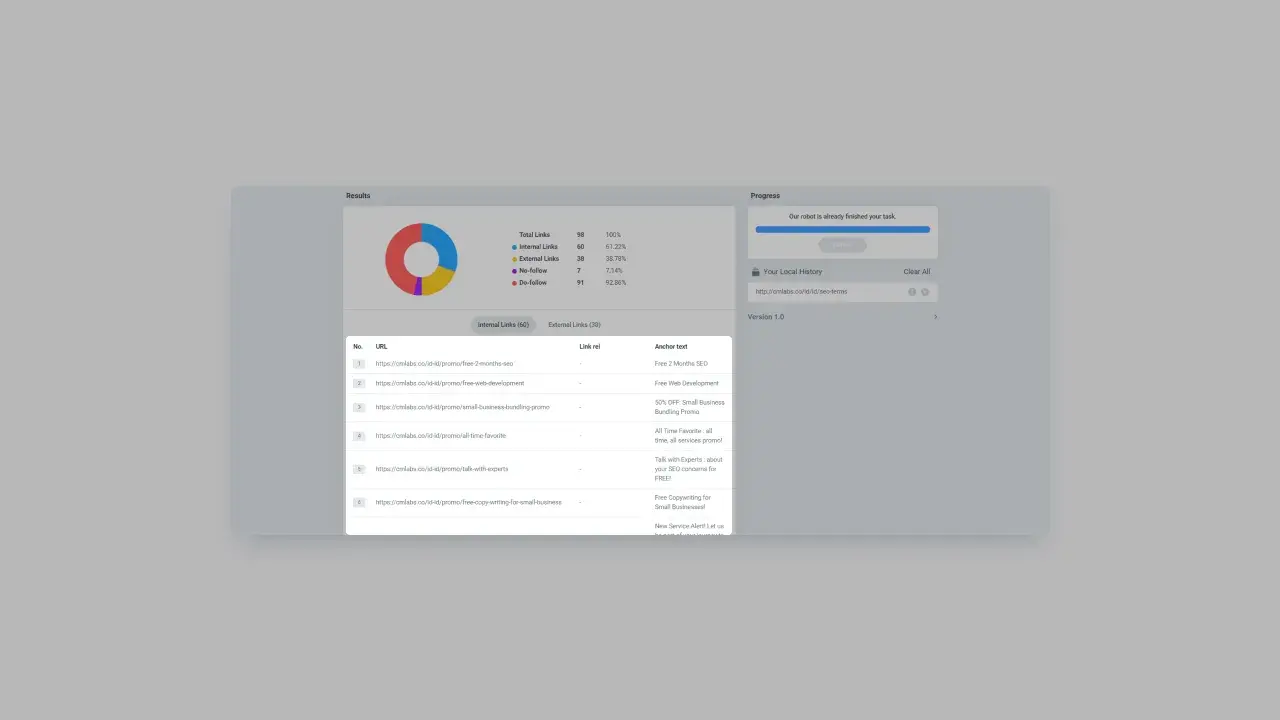 Results
Total Links 98 100%
Internal Links 60 61.22%
External Links 38 38.78%
No-follow 7 7.14%
Do-follow 91 92.86%
Internal Links (60) External Links (38)
No. URL Link rel Anchor text
1 https://cmlabs.co/id-id/promo/free-2-months-seo - Free 2 Months SEO
2 https://cmlabs.co/id-id/promo/free-web-development - Free Web Development
3 https://cmlabs.co/id-id/promo/small-business-bundling-promo - 50% OFF: Small Business
Bundling Promo
4 https://cmlabs.co/id-id/promo/all-time-favorite - All Time Favorite : all
time, all services promo!
5 https://cmlabs.co/id-id/promo/talk-with-experts - Talk with Experts : about
your SEO concerns for
FREE!
6 https://cmlabs.co/id-id/promo/free-copy-writing-for-small-business - Free Copywriting for
Small Businesses!
New Service Alert! Let us
Progress
Our robot is already finished your task.
Your Local History Clear All
http://cmlabs.co/id/id/seo-terms
Version 1.0